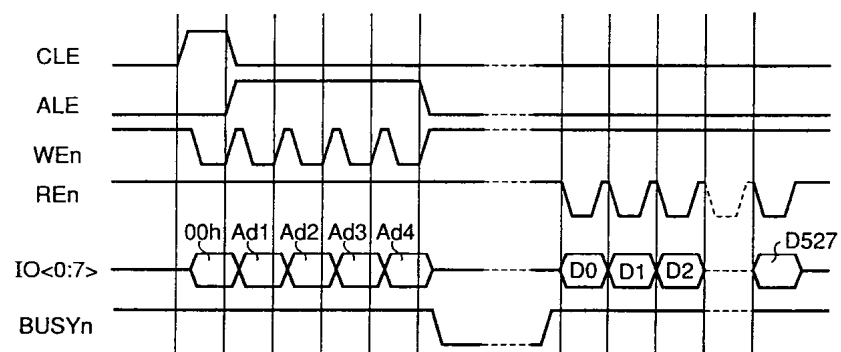 CLE
ALE
WEn
REn
00h Ad1 Ad2 Ad3 Ad4
D527
IO<0:7> D0 D1 D2
BUSYn